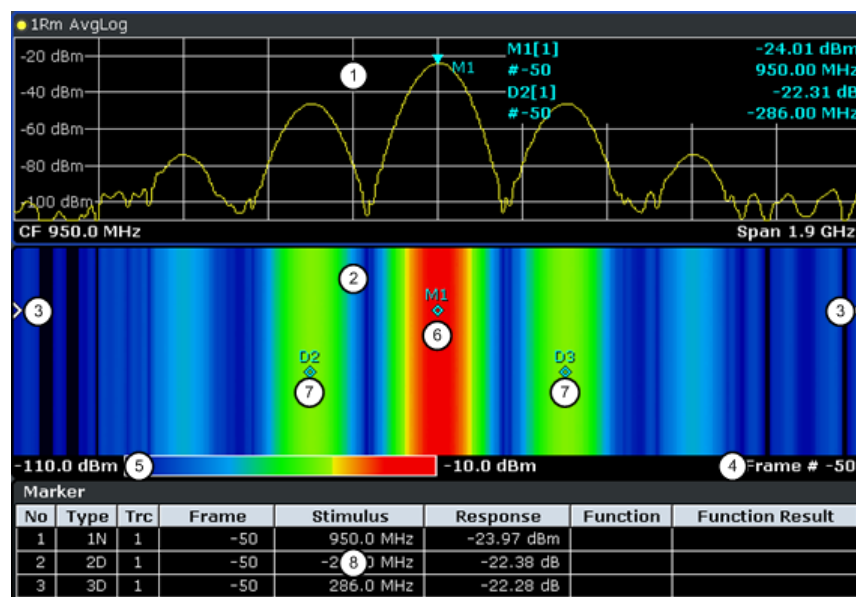 1Rm AvgLog
-20 dBm
1
M1
M1[1] -24.01 dBm
#-50 950.00 MHz
D2[1] -22.31 dB
#-50 -286.00 MHz
-40 dBm
-60 dBm
-80 dBm
-100 dBm
CF 950.0 MHz Span 1.9 GHz
2
M1
3 3
6
D2 D3
7 7
-110.0 dBm 5 -10.0 dBm 4 Frame # -50
Marker
No Type Trc Frame Stimulus Response Function Function Result
1 1N 1 -50 950.0 MHz -23.97 dBm
2 2D 1 -50 8 MHz -22.38 dB
3 3D 1 -50 286.0 MHz -22.28 dB